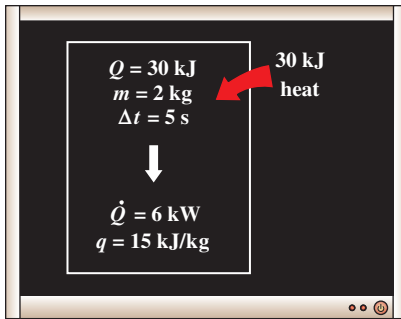 Q = 30 kJ
m = 2 kg
Δt = 5 s
30 kJ
heat
Q̇ = 6 kW
q = 15 kJ/kg